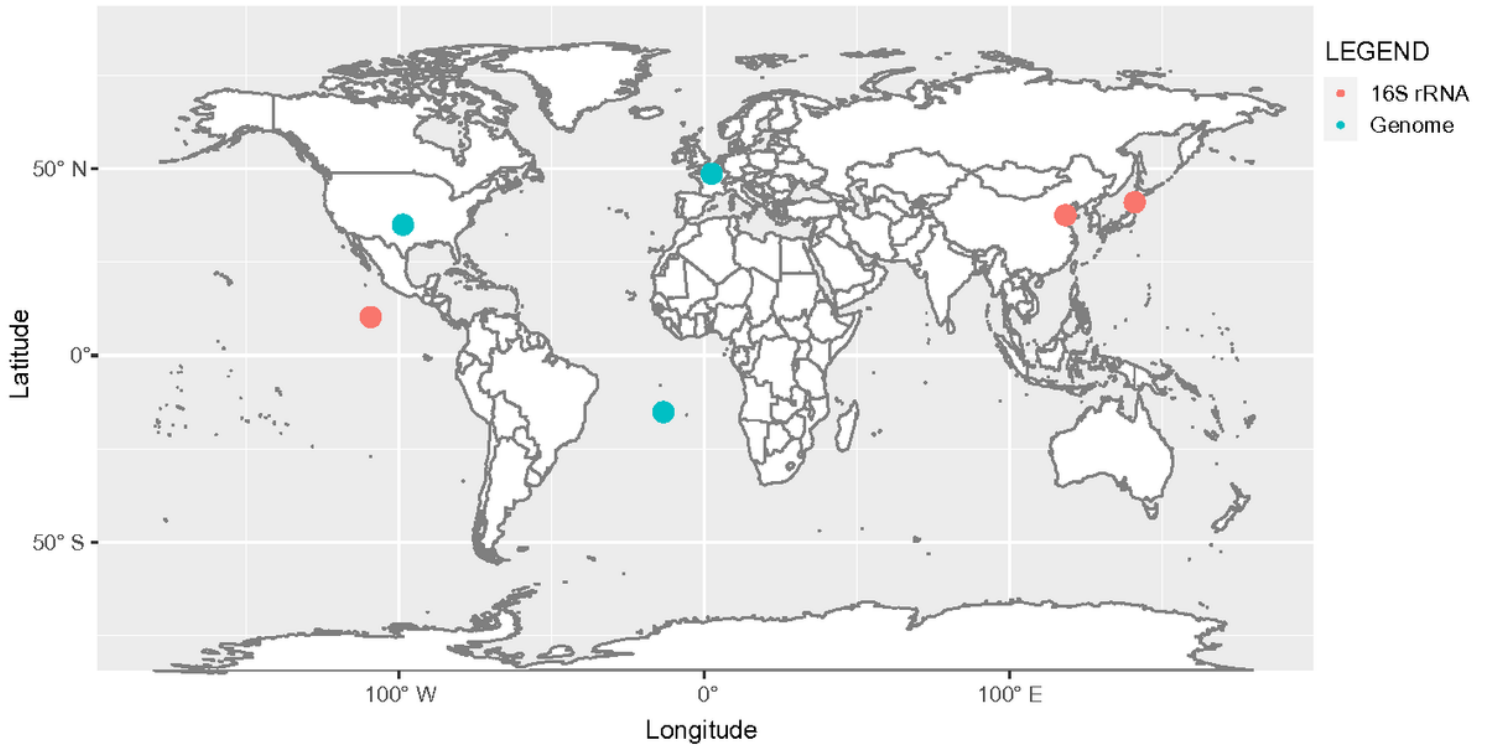 LEGEND
16S rRNA
Genome
50° N
0°
50° S
Latitude
100° W
0°
100° E
Longitude